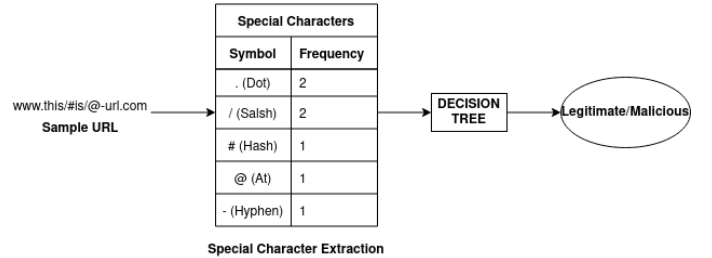 www.this/#is/@-url.com
Sample URL
Special Characters
Symbol Frequency
. (Dot) 2
/ (Salsh) 2
# (Hash) 1
@ (At) 1
- (Hyphen) 1
Special Character Extraction
DECISION
TREE
Legitimate/Malicious